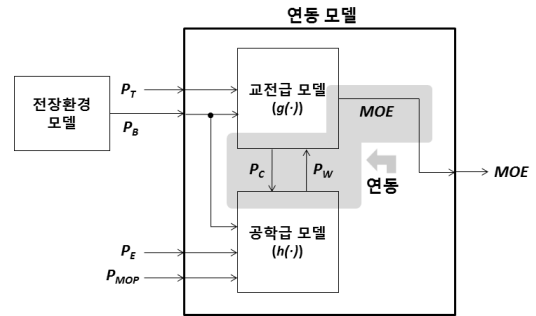 연동 모델
전장환경
모델
P_T
P_B
교전급 모델
(g(·))
MOE
P_C
P_W
연동
MOE
공학급 모델
(h(·))
P_E
P_MOP